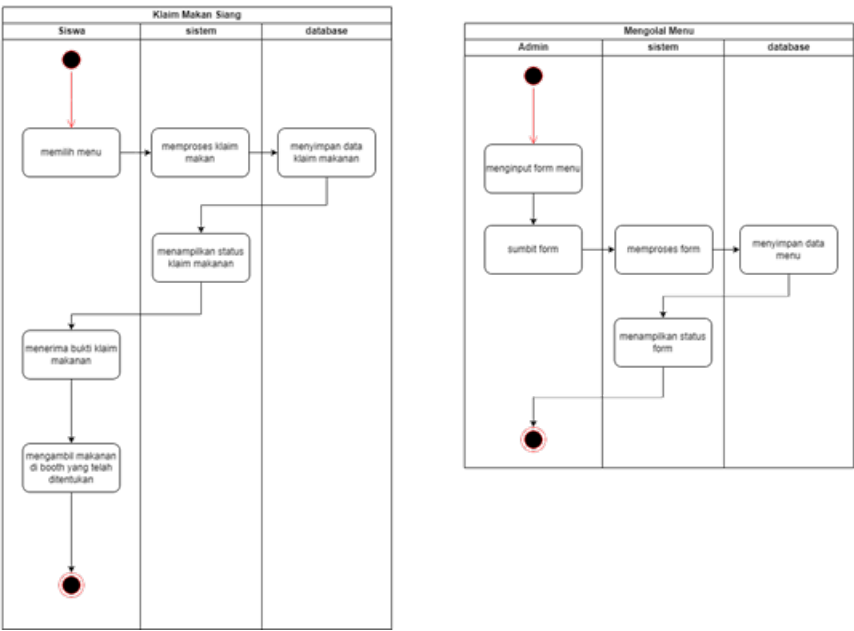 Klaim Makan Siang
Siswa
sistem
database
memilih menu
memproses klaim
makan
menyimpan data
klaim makanan
menampilkan status
klaim makanan
menerima bukti klaim
makanan
mengambil makanan
di booth yang telah
ditentukan
Mengolal Menu
Admin
sistem
database
menginput form menu
sumbit form
memproses form
menyimpan data
menu
menampilkan status
form